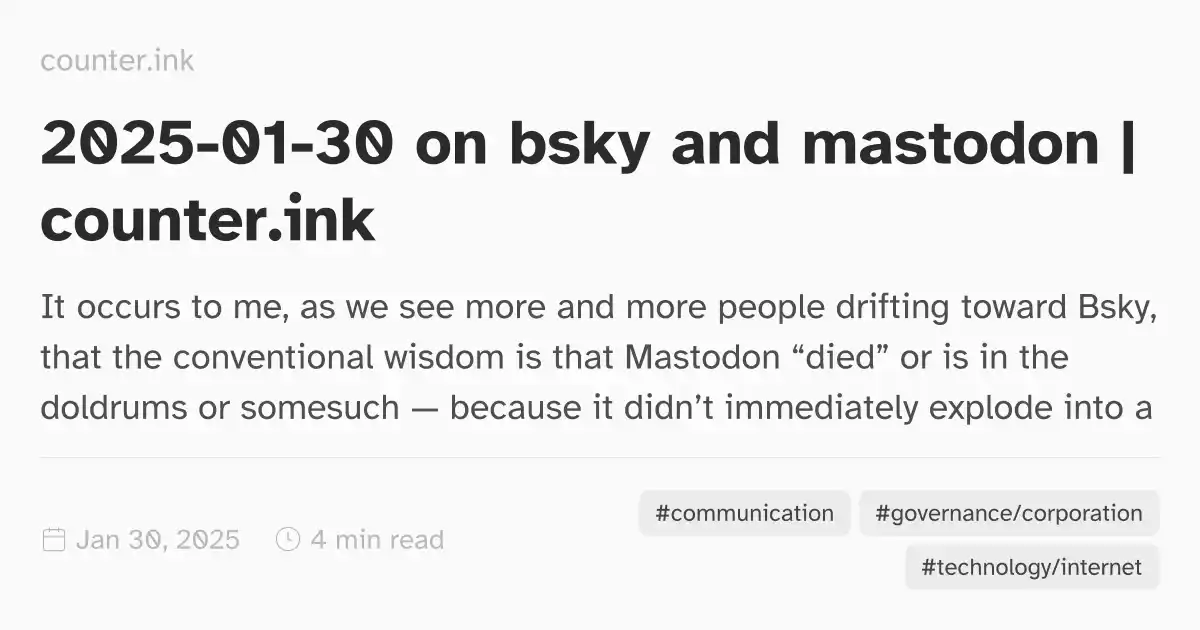 counter.ink
2025-01-30 on bsky and mastodon |
counter.ink
It occurs to me, as we see more and more people drifting toward Bsky,
that the conventional wisdom is that Mastodon “died” or is in the
doldrums or somesuch — because it didn’t immediately explode into a
Jan 30, 2025 4 min read
#communication #governance/corporation
#technology/internet